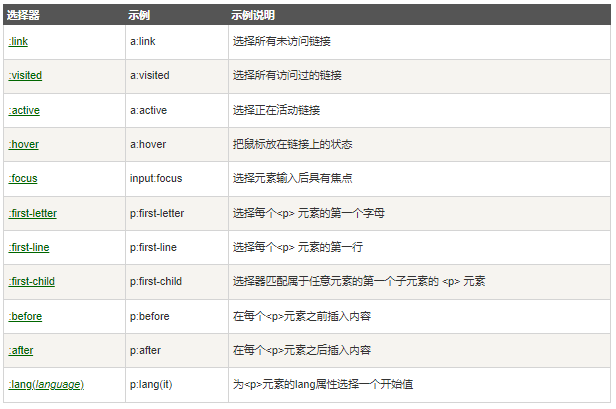 选择器 示例 示例说明
:link a:link 选择所有未访问链接
:visited a:visited 选择所有访问过的链接
:active a:active 选择正在活动链接
:hover a:hover 把鼠标放在链接上的状态
:focus input:focus 选择元素输入后具有焦点
:first-letter p:first-letter 选择每个<p> 元素的第一个字母
:first-line p:first-line 选择每个<p> 元素的第一行
:first-child p:first-child 选择器匹配属于任意元素的第一个子元素的 <p> 元素
:before p:before 在每个<p>元素之前插入内容
:after p:after 在每个<p>元素之后插入内容
:lang(language) p:lang(it) 为<p>元素的lang属性选择一个开始值